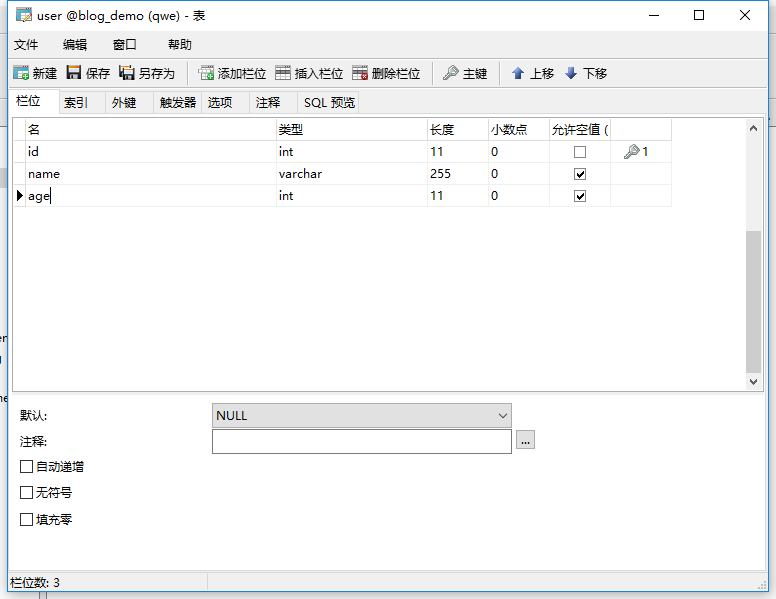 user @blog_demo (qwe) - 表
文件 编辑 窗口 帮助
新建 保存 另存为 添加栏位 插入栏位 删除栏位 主键 上移 下移
栏位 索引 外键 触发器 选项 注释 SQL 预览
名 类型 长度 小数点 允许空值 (
id int 11 0 1
name varchar 255 0
age int 11 0
默认: NULL
注释: ...
自动递增
无符号
填充零
栏位数: 3